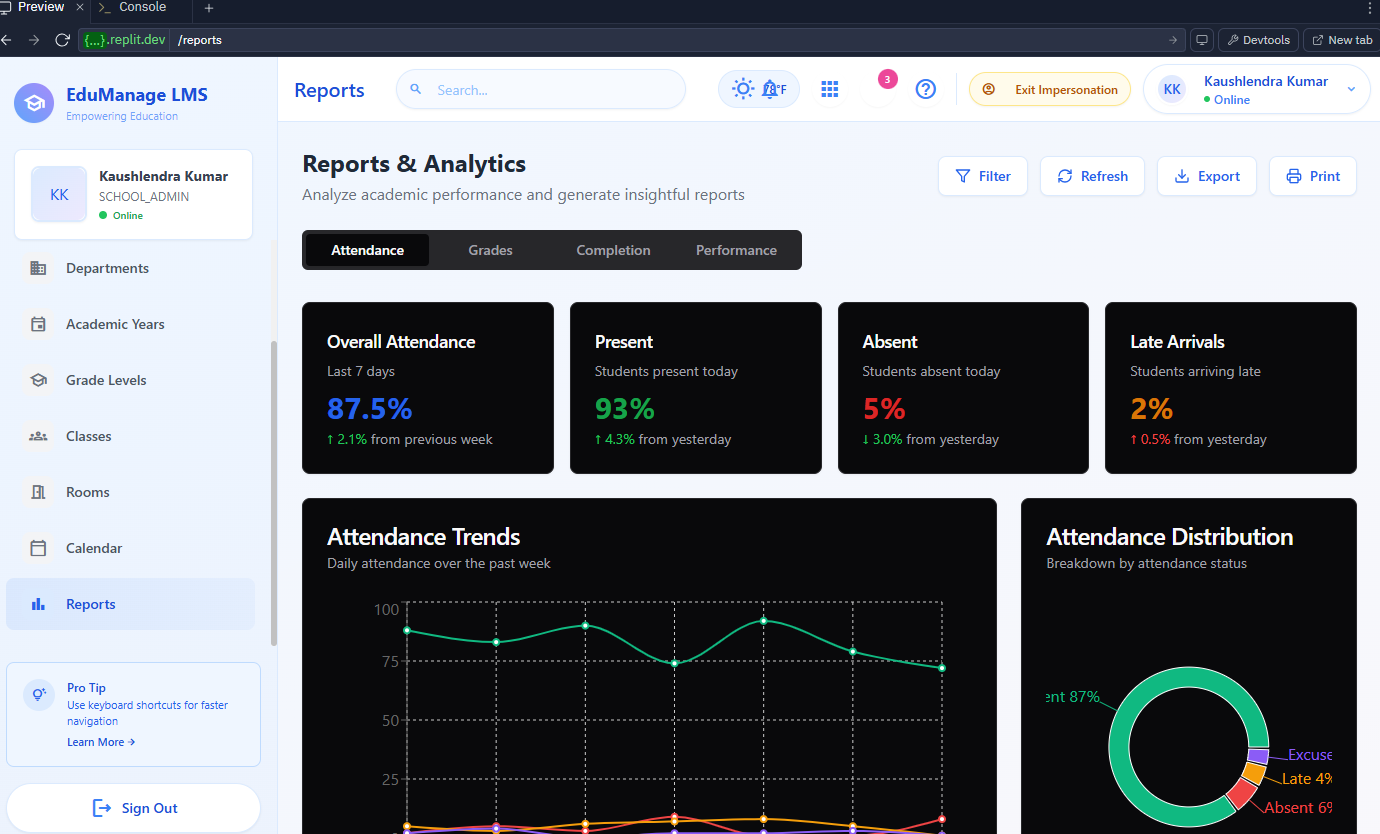 Preview
Console
{...}.replit.dev /reports
Devtools
New tab
EduManage LMS
Empowering Education
Reports
Search...
78°F
3
Exit Impersonation
KK
Kaushlendra Kumar
Online
KK
Kaushlendra Kumar
SCHOOL_ADMIN
Online
Departments
Academic Years
Grade Levels
Classes
Rooms
Calendar
Reports
Pro Tip
Use keyboard shortcuts for faster
navigation
Learn More →
Sign Out
Reports & Analytics
Analyze academic performance and generate insightful reports
Filter
Refresh
Export
Print
Attendance
Grades
Completion
Performance
Overall Attendance
Last 7 days
87.5%
↑ 2.1% from previous week
Present
Students present today
93%
↑ 4.3% from yesterday
Absent
Students absent today
5%
↓ 3.0% from yesterday
Late Arrivals
Students arriving late
2%
↑ 0.5% from yesterday
Attendance Trends
Daily attendance over the past week
100
75
50
25
Attendance Distribution
Breakdown by attendance status
ent 87%
Excuse
Late 4%
Absent 6%